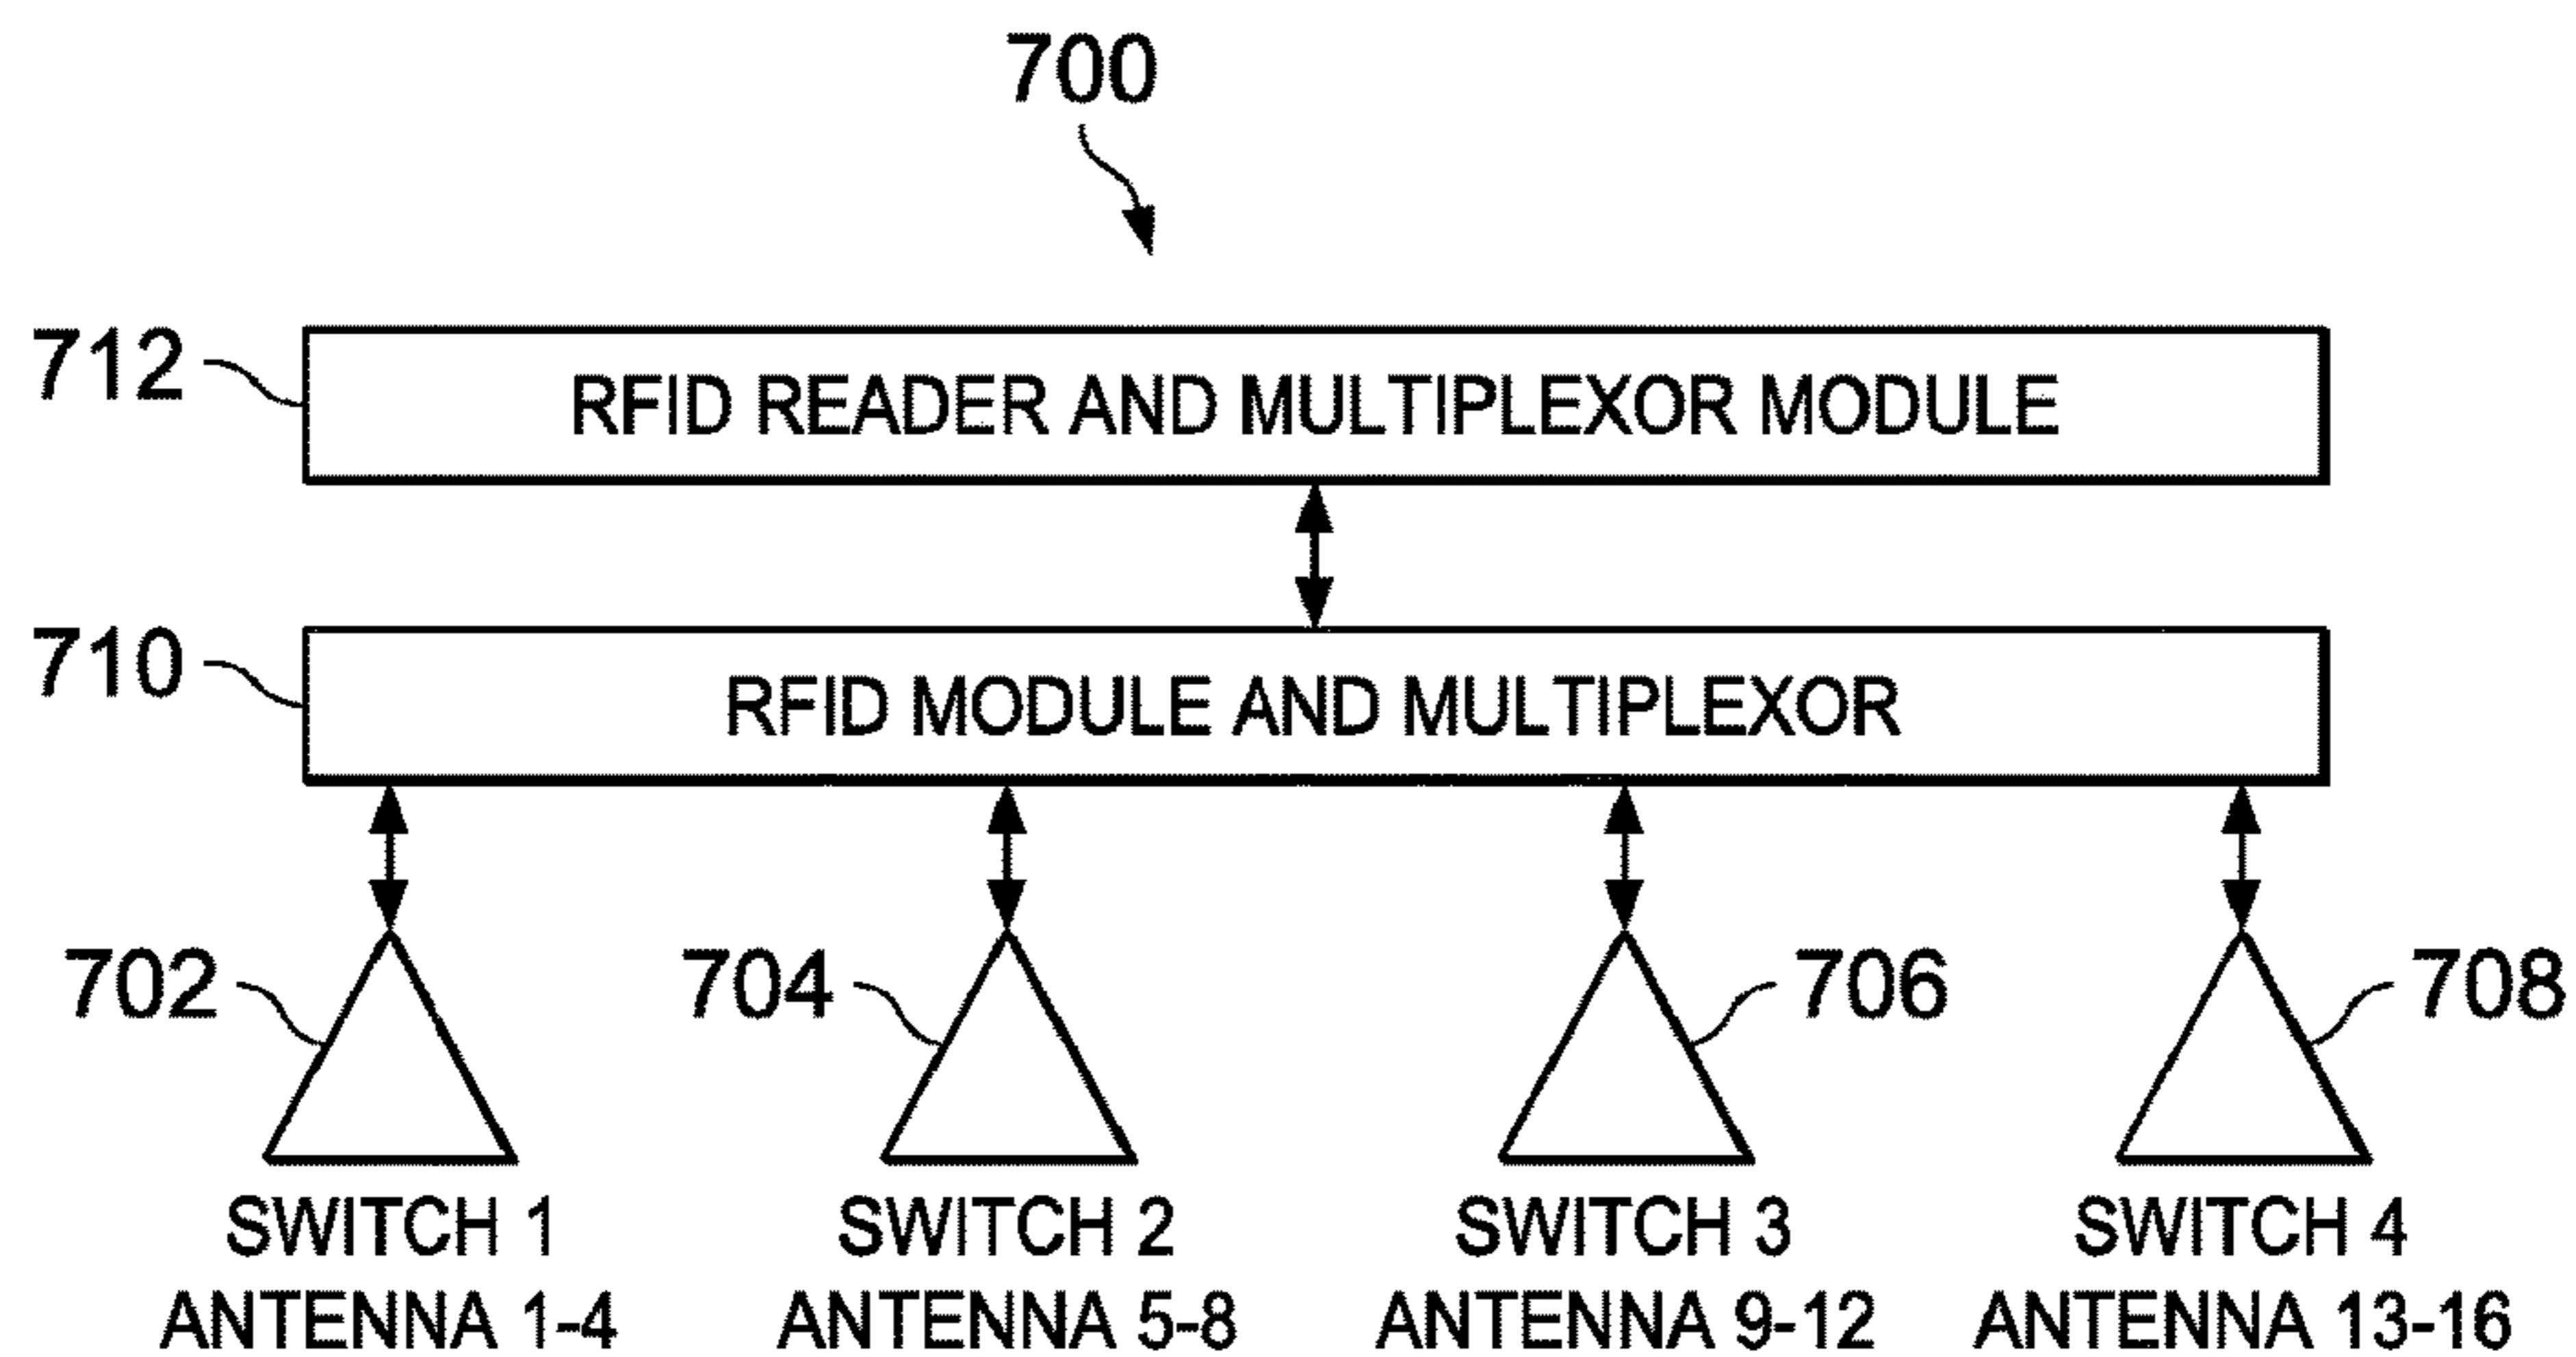 700
712 RFID READER AND MULTIPLEXOR MODULE
710 RFID MODULE AND MULTIPLEXOR
702 704 706 708
SWITCH 1 SWITCH 2 SWITCH 3 SWITCH 4
ANTENNA 1-4 ANTENNA 5-8 ANTENNA 9-12 ANTENNA 13-16